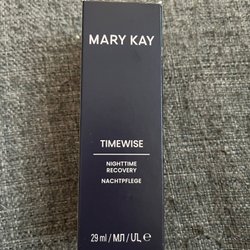 MARY KAY
TIMEWISE
NIGHTTIME
RECOVERY
NACHTPFLEGE
29 ml / МЛ / UL ℮